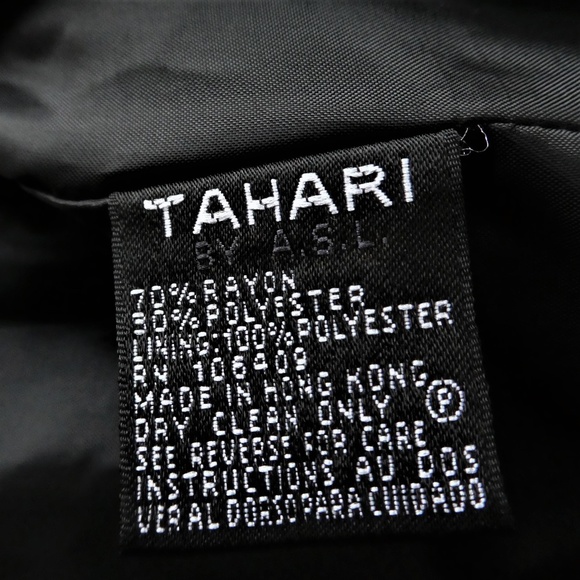 TAHARI
BY A.S.L.
70% RAYON
30% POLYESTER
LINING:100% POLYESTER
RN 106409
MADE IN HONG KONG
DRY CLEAN ONLY Ⓟ
SEE REVERSE FOR CARE
INSTRUCTIONS AU DOS
VER AL DORSO PARA CUIDADO